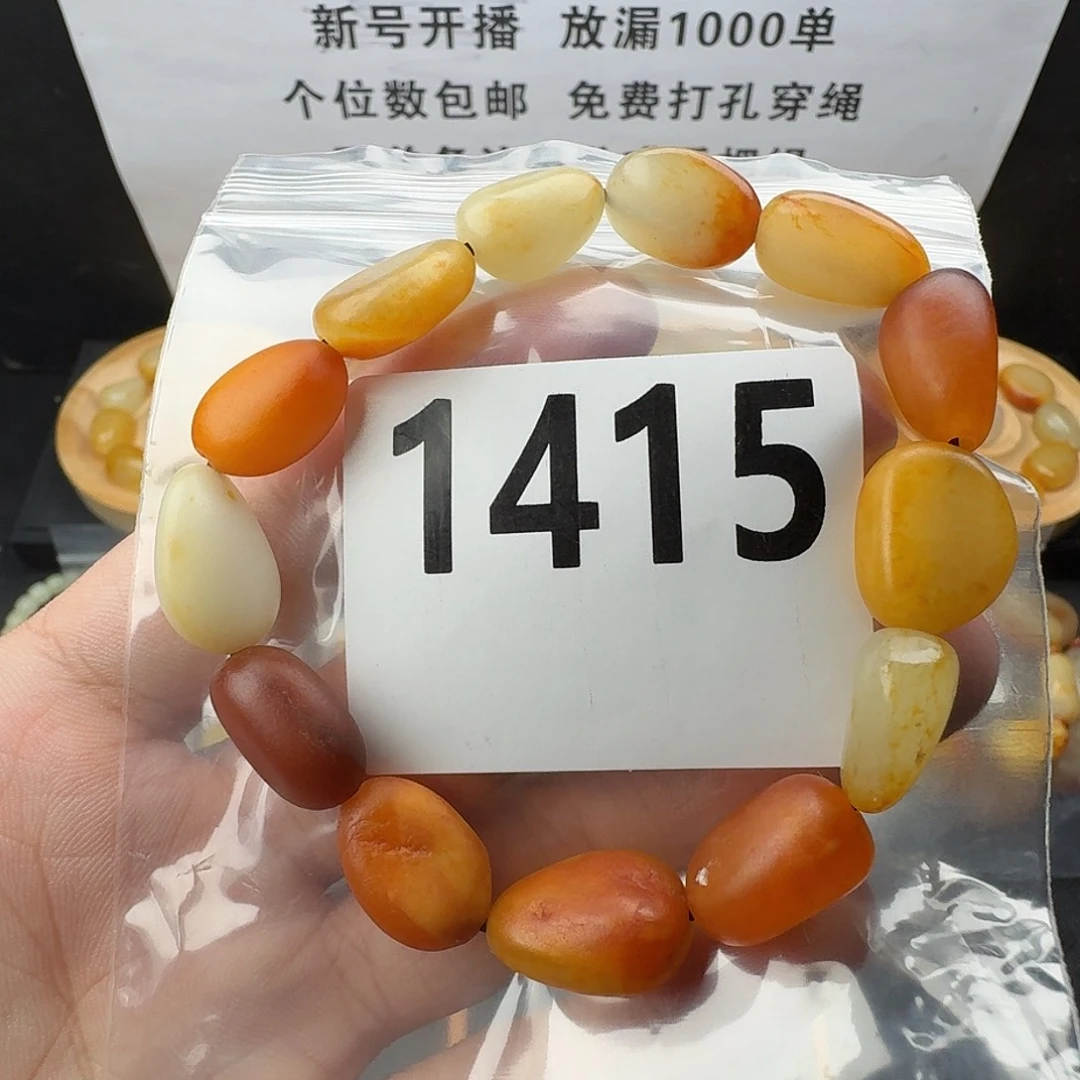 新号开播 放漏1000单
个位数包邮 免费打孔穿绳
1415